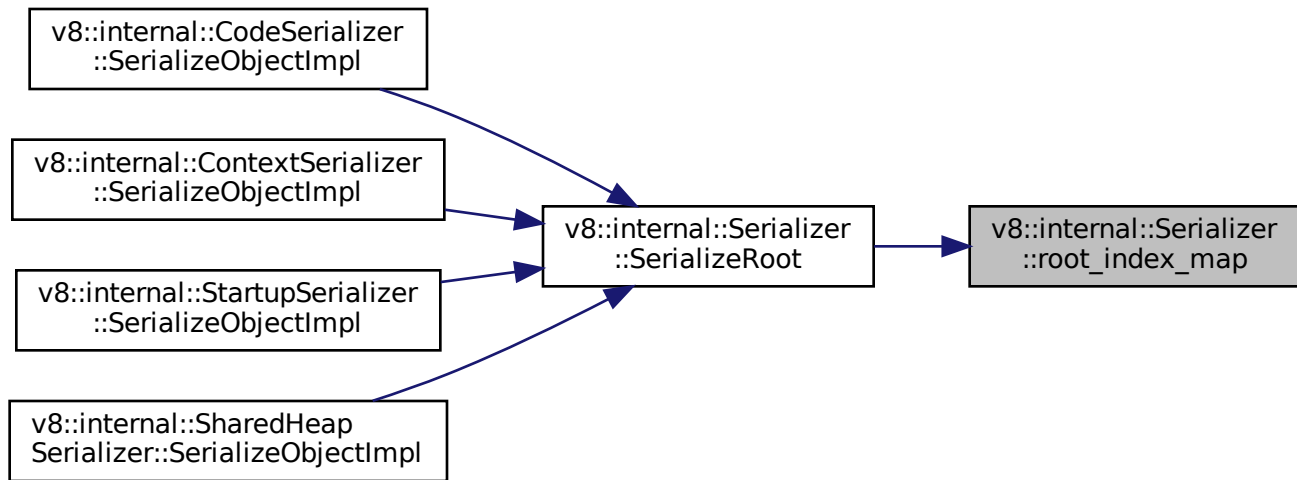 v8::internal::CodeSerializer
::SerializeObjectImpl
v8::internal::ContextSerializer
::SerializeObjectImpl
v8::internal::StartupSerializer
::SerializeObjectImpl
v8::internal::SharedHeap
Serializer::SerializeObjectImpl
v8::internal::Serializer
::SerializeRoot
v8::internal::Serializer
::root_index_map